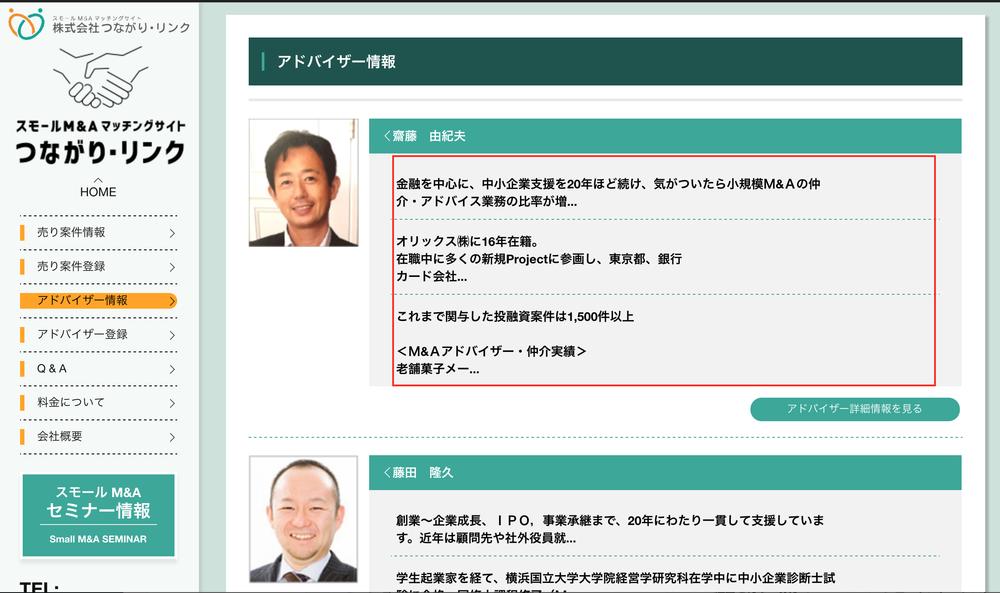 スモールM&Aマッチングサイト
株式会社つながり・リンク
スモールM&Aマッチングサイト
つながり・リンク
HOME
売り案件情報
売り案件登録
アドバイザー情報
アドバイザー登録
Q＆A
料金について
会社概要
スモール M&A
セミナー情報
Small M&A SEMINAR
TEL:
アドバイザー情報
齋藤　由紀夫
金融を中心に、中小企業支援を20年ほど続け、気がついたら小規模M&Aの仲
介・アドバイス業務の比率が増...
オリックス㈱に16年在籍。
在職中に多くの新規Projectに参画し、東京都、銀行
カード会社...
これまで関与した投融資案件は1,500件以上
＜M&Aアドバイザー・仲介実績＞
老舗菓子メー...
アドバイザー詳細情報を見る
藤田　隆久
創業〜企業成長、ＩＰＯ，事業承継まで、20年にわたり一貫して支援していま
す。近年は顧問先や社外役員就...
学生起業家を経て、横浜国立大学大学院経営学研究科在学中に中小企業診断士試